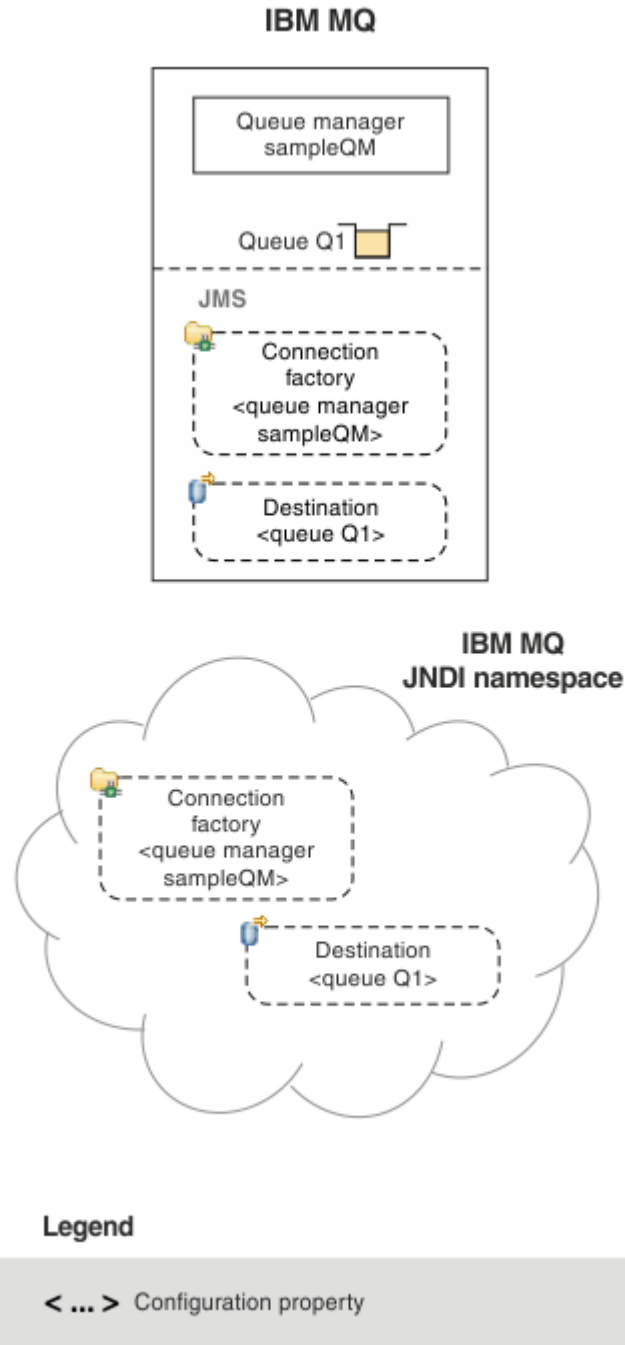 IBM MQ
Queue manager
sampleQM
Queue Q1
JMS
Connection
factory
<queue manager
sampleQM>
Destination
<queue Q1>
IBM MQ
JNDI namespace
Connection
factory
<queue manager
sampleQM>
Destination
<queue Q1>
Legend
< ... > Configuration property